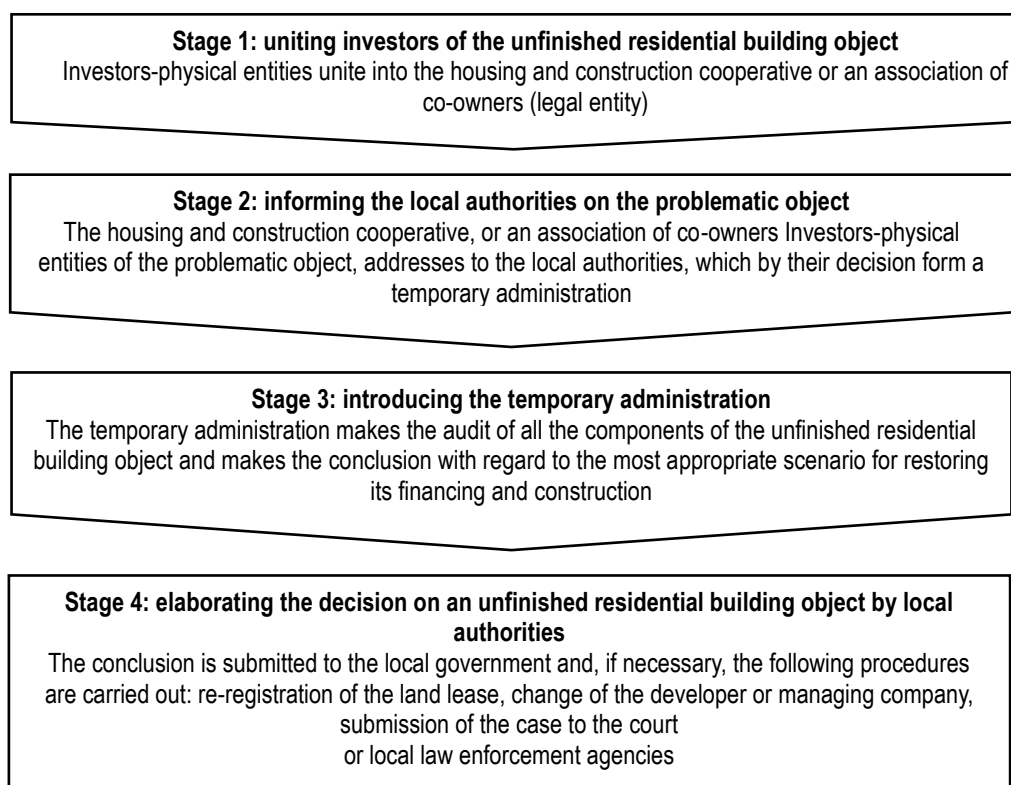 Stage 1: uniting investors of the unfinished residential building object
Investors-physical entities unite into the housing and construction cooperative or an association of
co-owners (legal entity)
Stage 2: informing the local authorities on the problematic object
The housing and construction cooperative, or an association of co-owners Investors-physical
entities of the problematic object, addresses to the local authorities, which by their decision form a
temporary administration
Stage 3: introducing the temporary administration
The temporary administration makes the audit of all the components of the unfinished residential
building object and makes the conclusion with regard to the most appropriate scenario for restoring
its financing and construction
Stage 4: elaborating the decision on an unfinished residential building object by local
authorities
The conclusion is submitted to the local government and, if necessary, the following procedures
are carried out: re-registration of the land lease, change of the developer or managing company,
submission of the case to the court
or local law enforcement agencies